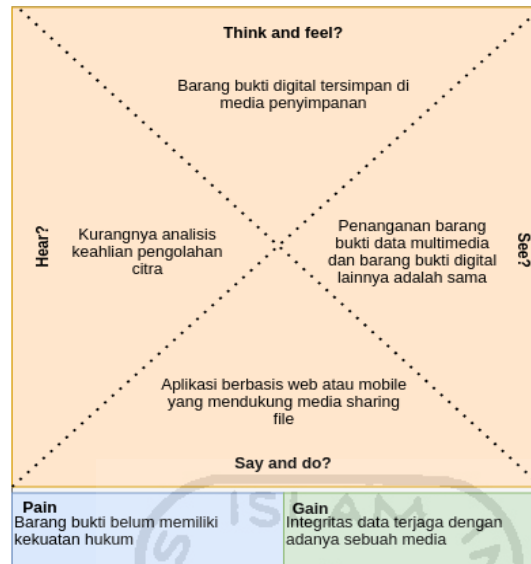 Think and feel?
Barang bukti digital tersimpan di
media penyimpanan
Hear?
Kurangnya analisis
keahlian pengolahan
citra
Penanganan barang
bukti data multimedia
dan barang bukti digital
lainnya adalah sama
See?
Aplikasi berbasis web atau mobile
yang mendukung media sharing
file
Say and do?
Pain
Barang bukti belum memiliki
kekuatan hukum
Gain
Integritas data terjaga dengan
adanya sebuah media
ISLAM